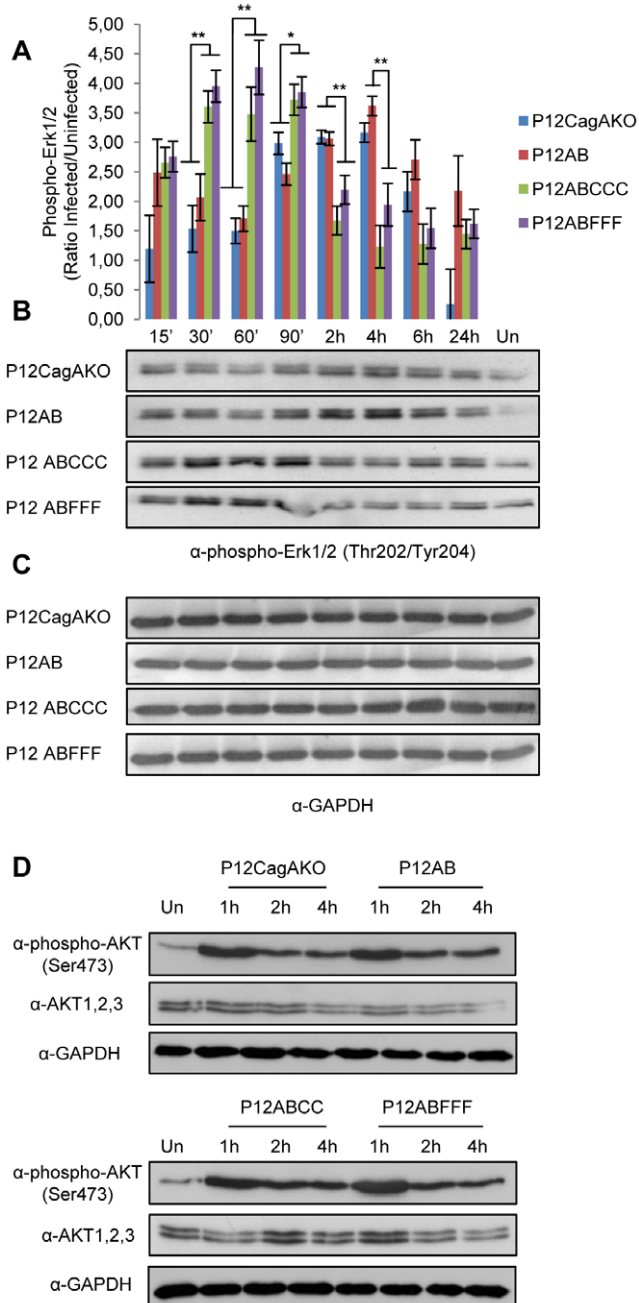 A
Phospho-Erk1/2
(Ratio Infected/Uninfected)
5,00
4,50
4,00
3,50
3,00
2,50
2,00
1,50
1,00
0,50
0,00
** ** * ** **
P12CagAKO
P12AB
P12ABCCC
P12ABFFF
B
15' 30' 60' 90' 2h 4h 6h 24h Un
P12CagAKO
P12AB
P12 ABCCC
P12 ABFFF
α-phospho-Erk1/2 (Thr202/Tyr204)
C
P12CagAKO
P12AB
P12 ABCCC
P12 ABFFF
α-GAPDH
D
P12CagAKO P12AB
Un 1h 2h 4h 1h 2h 4h
α-phospho-AKT
(Ser473)
α-AKT1,2,3
α-GAPDH
P12ABCC P12ABFFF
Un 1h 2h 4h 1h 2h 4h
α-phospho-AKT
(Ser473)
α-AKT1,2,3
α-GAPDH